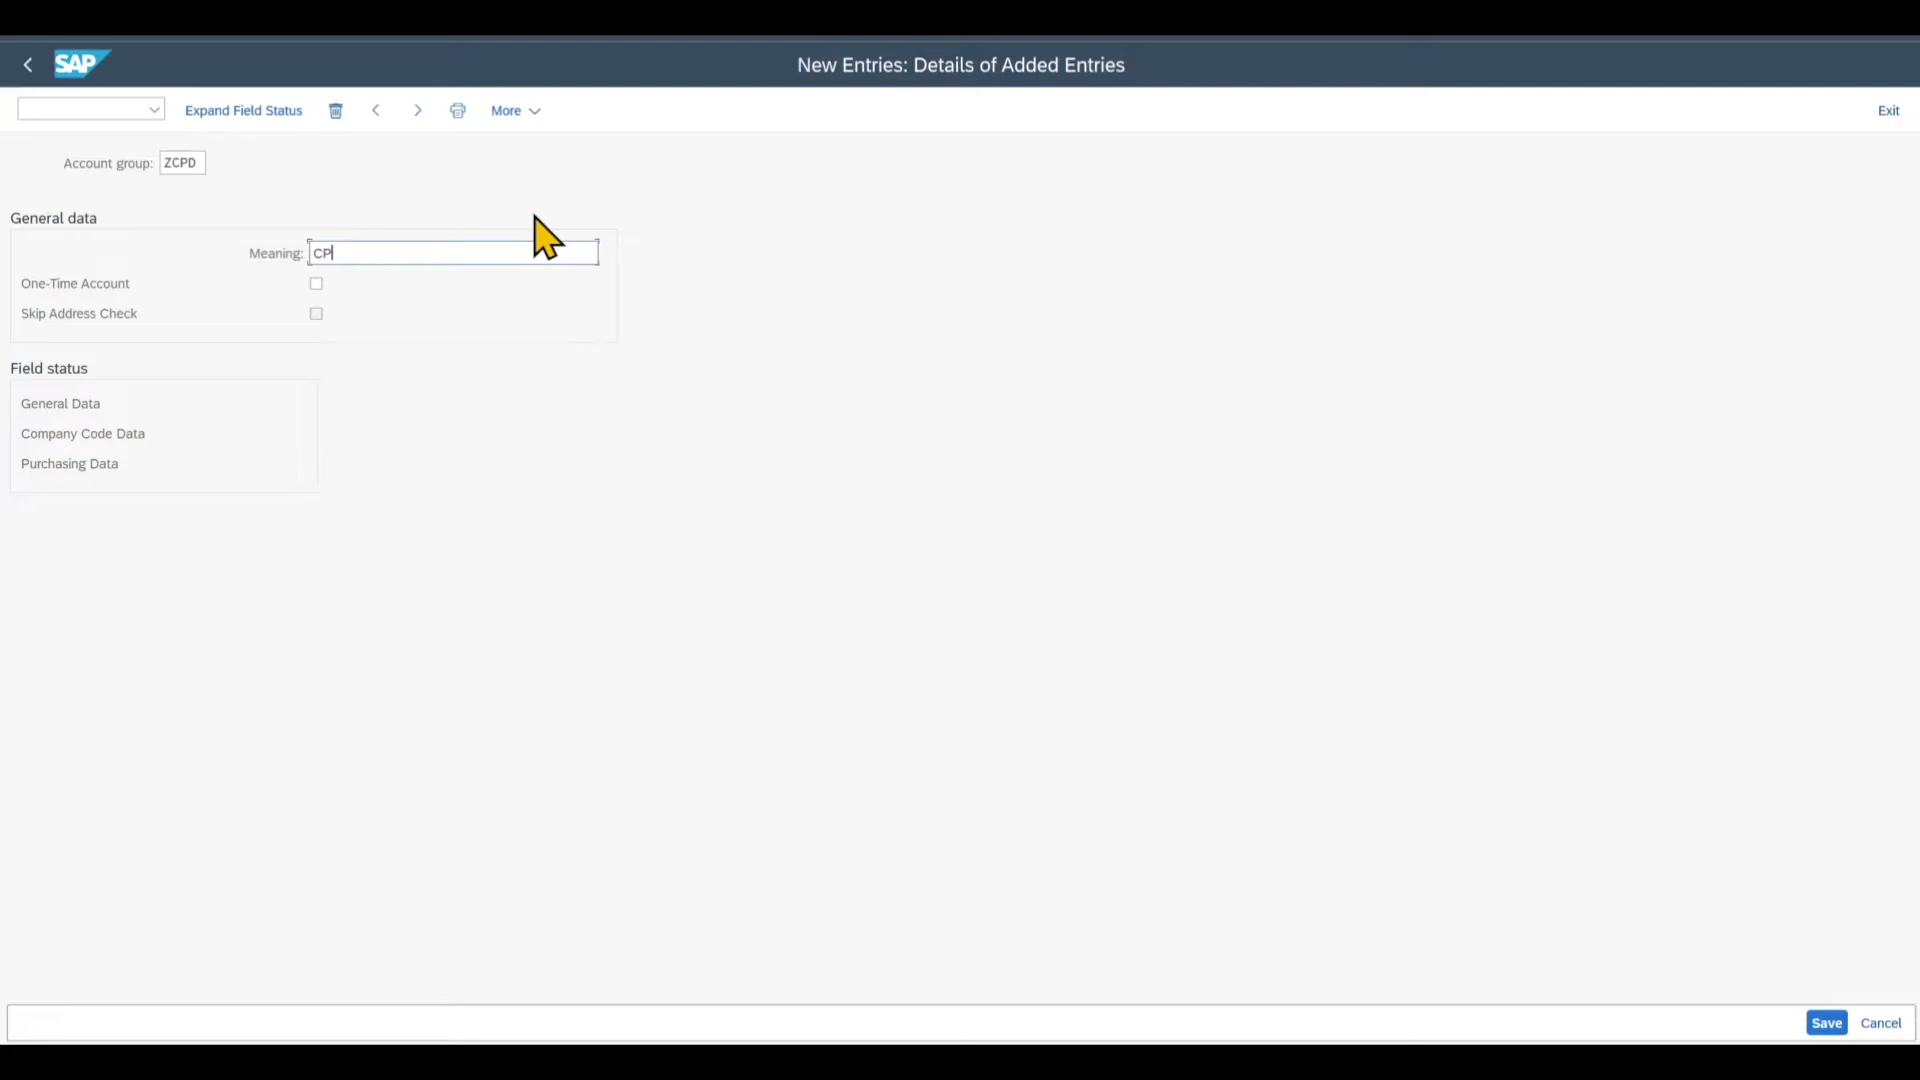 SAP New Entries: Details of Added Entries
Expand Field Status More Exit
Account group: ZCPD
General data
Meaning: CP
One-Time Account
Skip Address Check
Field status
General Data
Company Code Data
Purchasing Data
Save Cancel